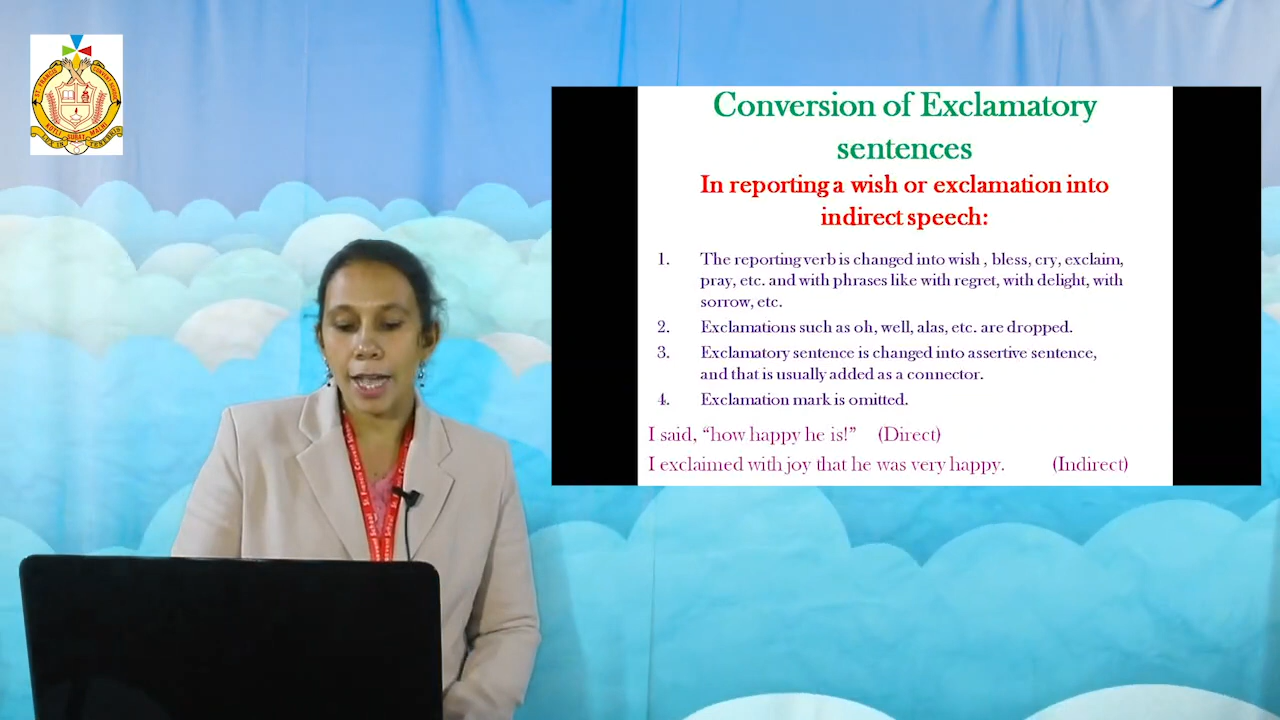 Conversion of Exclamatory
sentences
In reporting a wish or exclamation into
indirect speech:
1. The reporting verb is changed into wish , bless, cry, exclaim,
pray, etc. and with phrases like with regret, with delight, with
sorrow, etc.
2. Exclamations such as oh, well, alas, etc. are dropped.
3. Exclamatory sentence is changed into assertive sentence,
and that is usually added as a connector.
4. Exclamation mark is omitted.
I said, “how happy he is!” (Direct)
I exclaimed with joy that he was very happy. (Indirect)